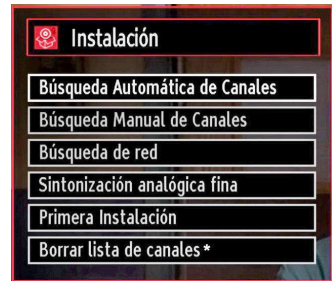 Instalación
Búsqueda Automática de Canales
Búsqueda Manual de Canales
Búsqueda de red
Sintonización analógica fina
Primera Instalación
Borrar lista de canales *